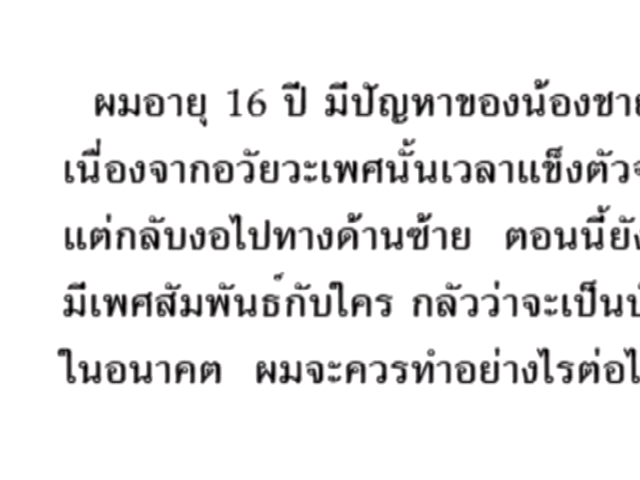 ผมอายุ 16 ปี มีปัญหาของน้องชาย
เนื่องจากอวัยวะเพศนั้นเวลาแข็งตัว
แต่กลับงอไปทางด้านซ้าย ตอนนี้ยัง
มีเพศสัมพันธ์กับใคร กลัวว่าจะเป็น
ในอนาคต ผมจะควรทำอย่างไรต่อ